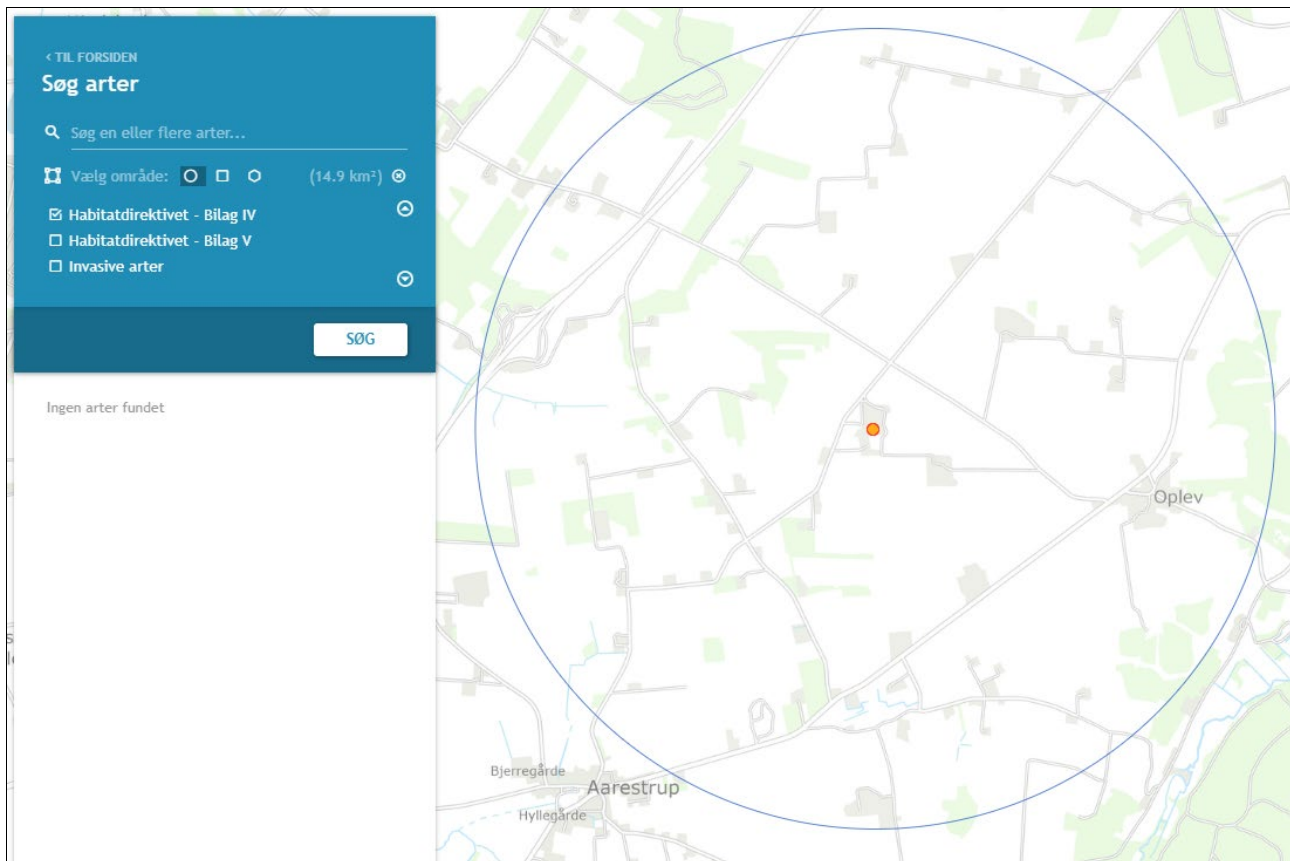 ‹ TIL FORSIDEN
Søg arter
Søg en eller flere arter...
Vælg område: (14.9 km²)
Habitatdirektivet - Bilag IV
Habitatdirektivet - Bilag V
Invasive arter
SØG
Ingen arter fundet
Oplev
Bjerregårde
Aarestrup
Hyllegårde